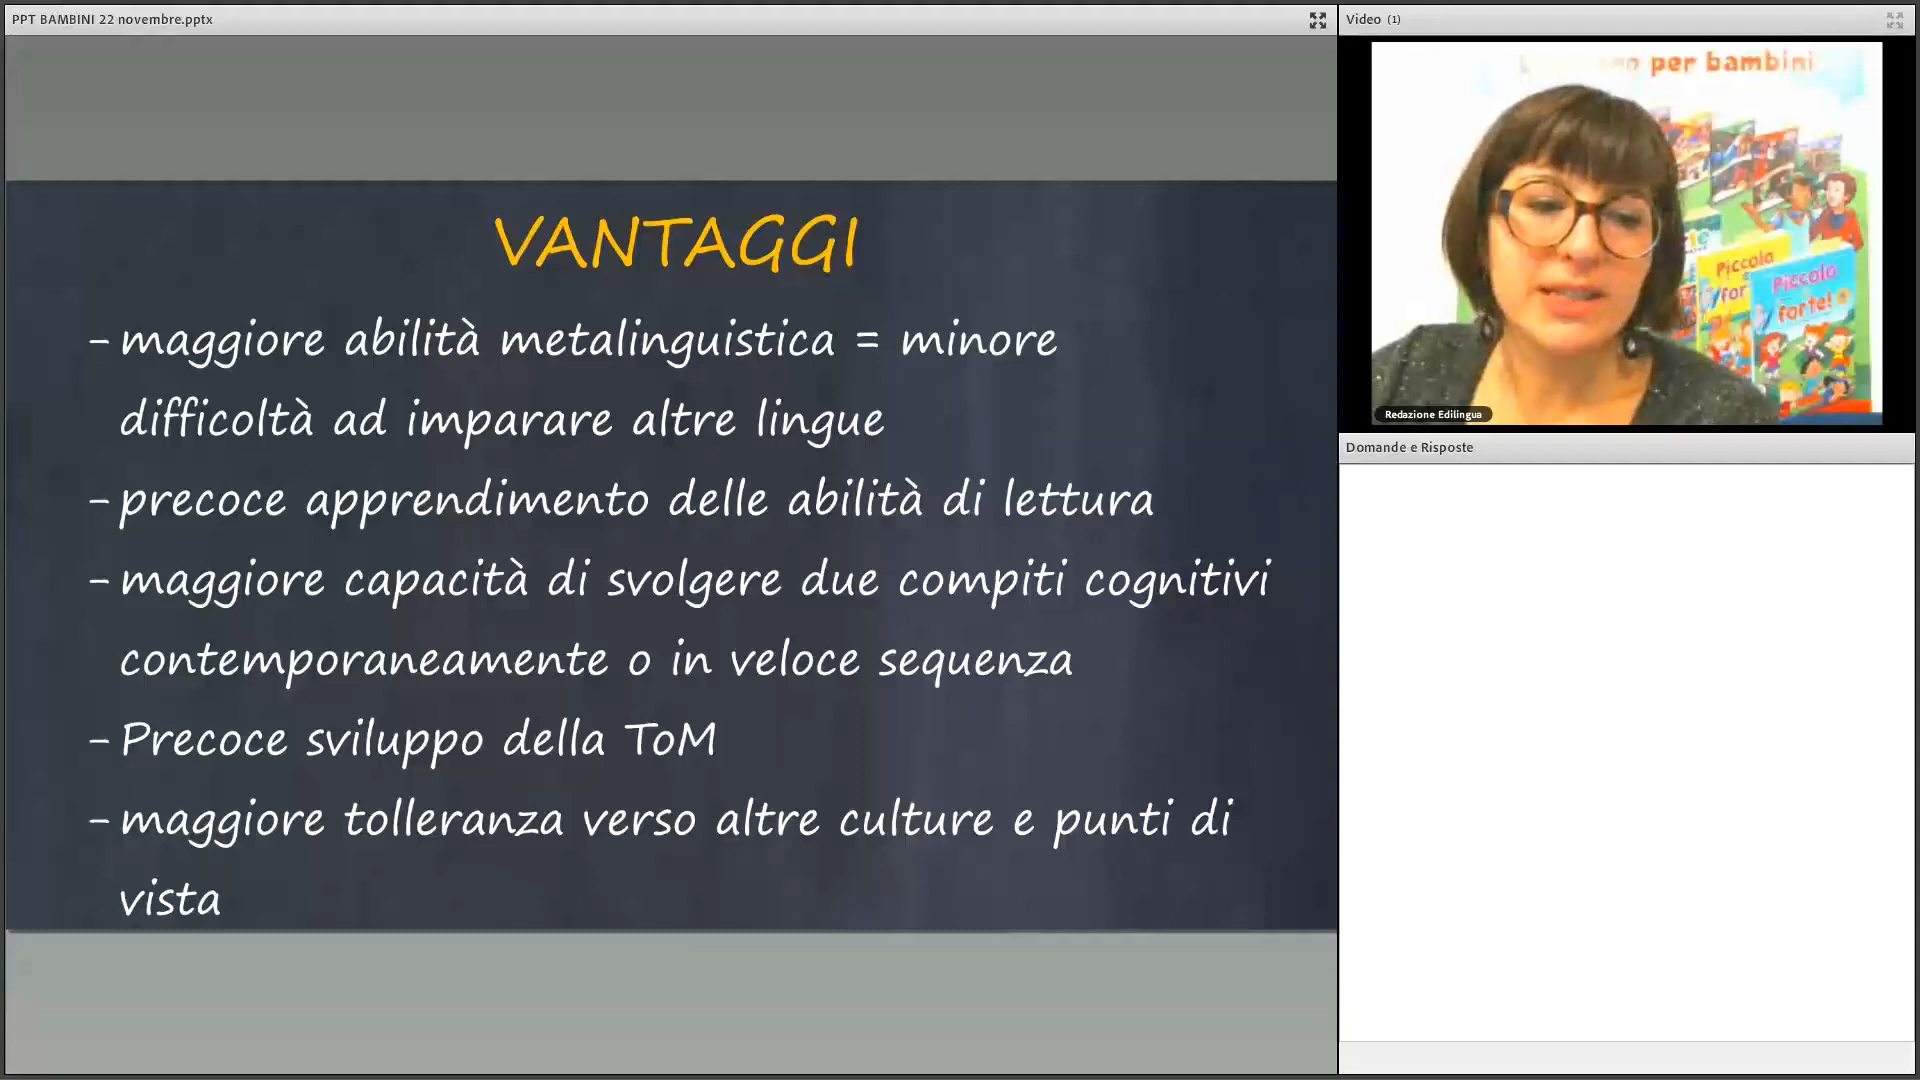 PPT BAMBINI 22 novembre.pptx
VANTAGGI
- maggiore abilità metalinguistica = minore
difficoltà ad imparare altre lingue
- precoce apprendimento delle abilità di lettura
- maggiore capacità di svolgere due compiti cognitivi
contemporaneamente o in veloce sequenza
- Precoce sviluppo della ToM
- maggiore tolleranza verso altre culture e punti di
vista
Video (1)
per bambini
Piccolo
Piccolo
forte!
Redazione Edilingua
Domande e Risposte